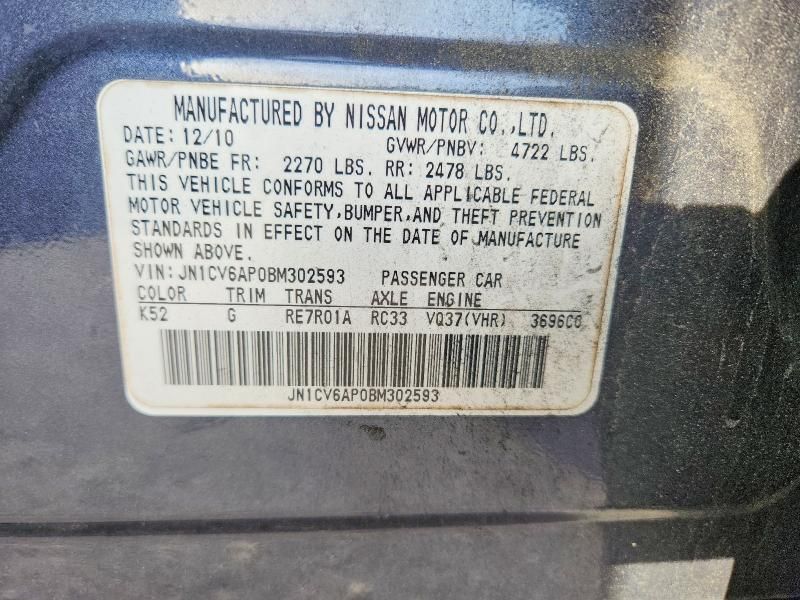 MANUFACTURED BY NISSAN MOTOR CO.,LTD.
DATE: 12/10 GVWR/PNBV: 4722 LBS.
GAWR/PNBE FR: 2270 LBS. RR: 2478 LBS.
THIS VEHICLE CONFORMS TO ALL APPLICABLE FEDERAL
MOTOR VEHICLE SAFETY,BUMPER,AND THEFT PREVENTION
STANDARDS IN EFFECT ON THE DATE OF MANUFACTURE
SHOWN ABOVE.
VIN: JN1CV6AP0BM302593 PASSENGER CAR
COLOR TRIM TRANS AXLE ENGINE
K52 G RE7R01A RC33 VQ37(VHR) 3696CC
JN1CV6AP0BM302593